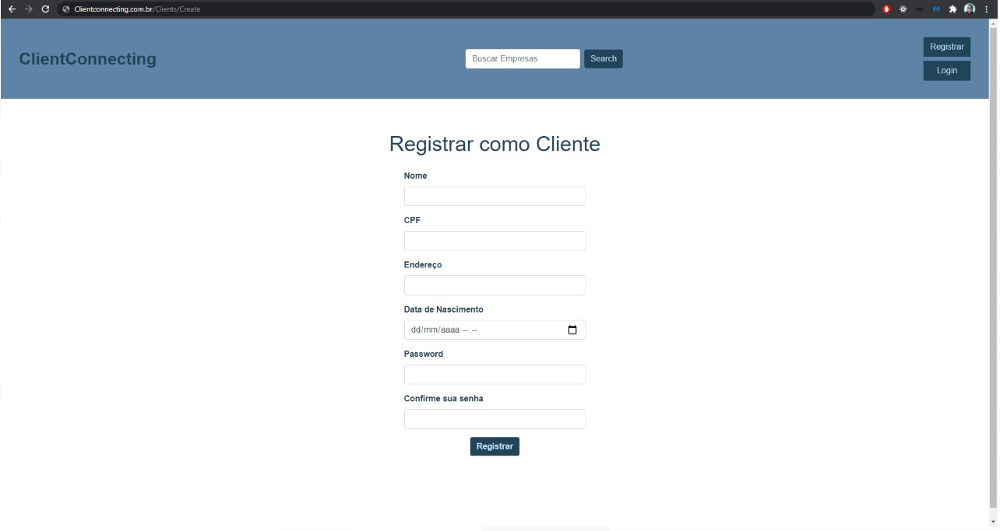 Clientconnecting.com.br/Clients/Create
ClientConnecting
Buscar Empresas
Search
Registrar
Login
Registrar como Cliente
Nome
CPF
Endereço
Data de Nascimento
dd/mm/aaaa --:--
Password
Confirme sua senha
Registrar